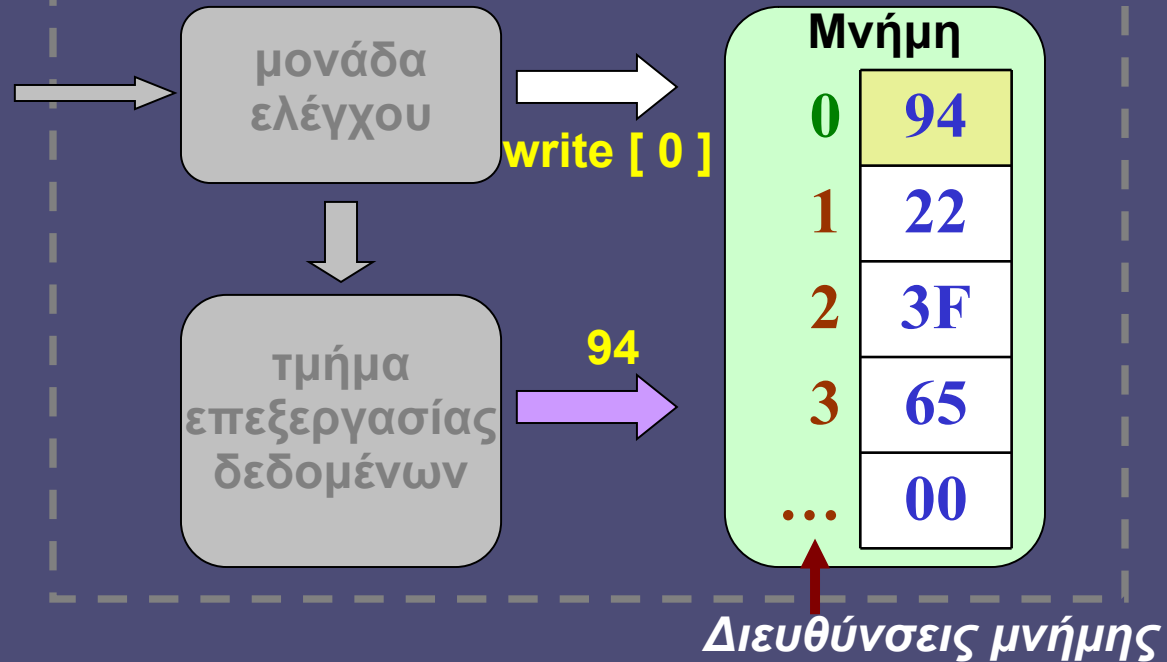 μονάδα
ελέγχου
write [ 0 ]
τμήμα
επεξεργασίας
δεδομένων
94
Μνήμη
0 94
1 22
2 3F
3 65
... 00
Διευθύνσεις μνήμης